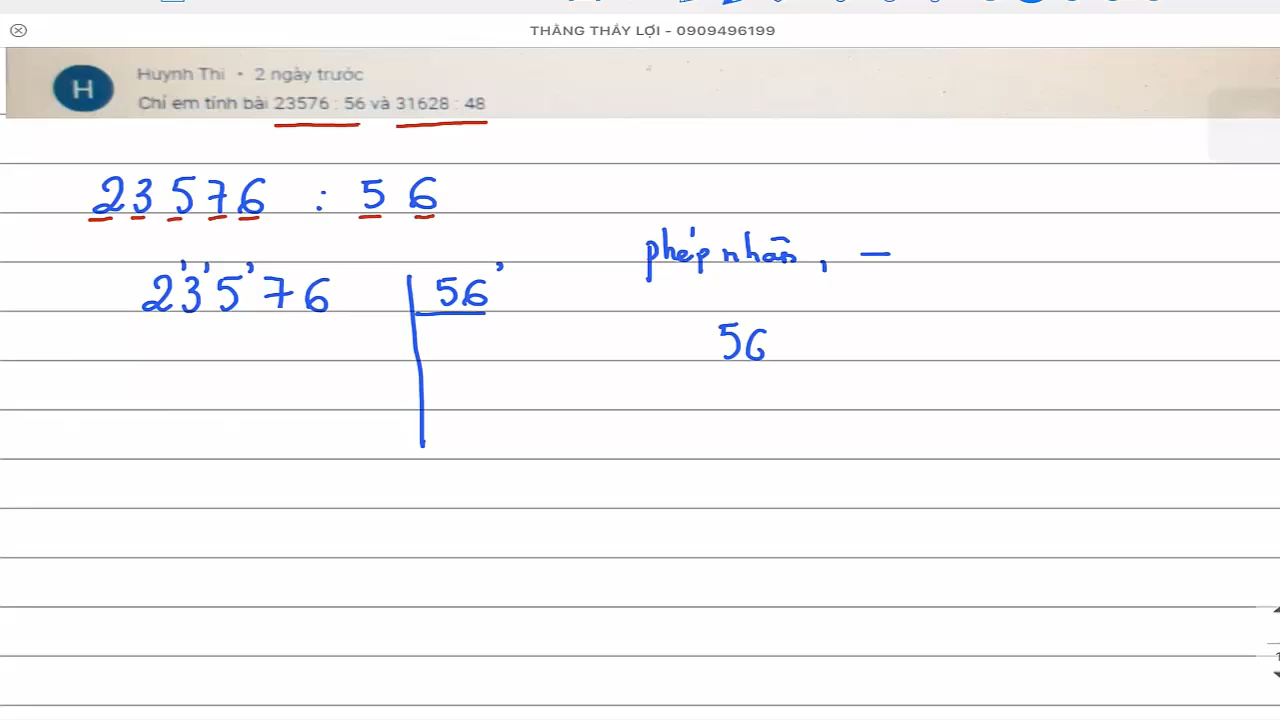 THẦNG THẦY LỢI - 0909496199
H
Huynh Thi • 2 ngày trước
Chỉ em tính bài 23576 : 56 và 31628 : 48
23576 : 56
phép nhân, –
23576 56
56
1